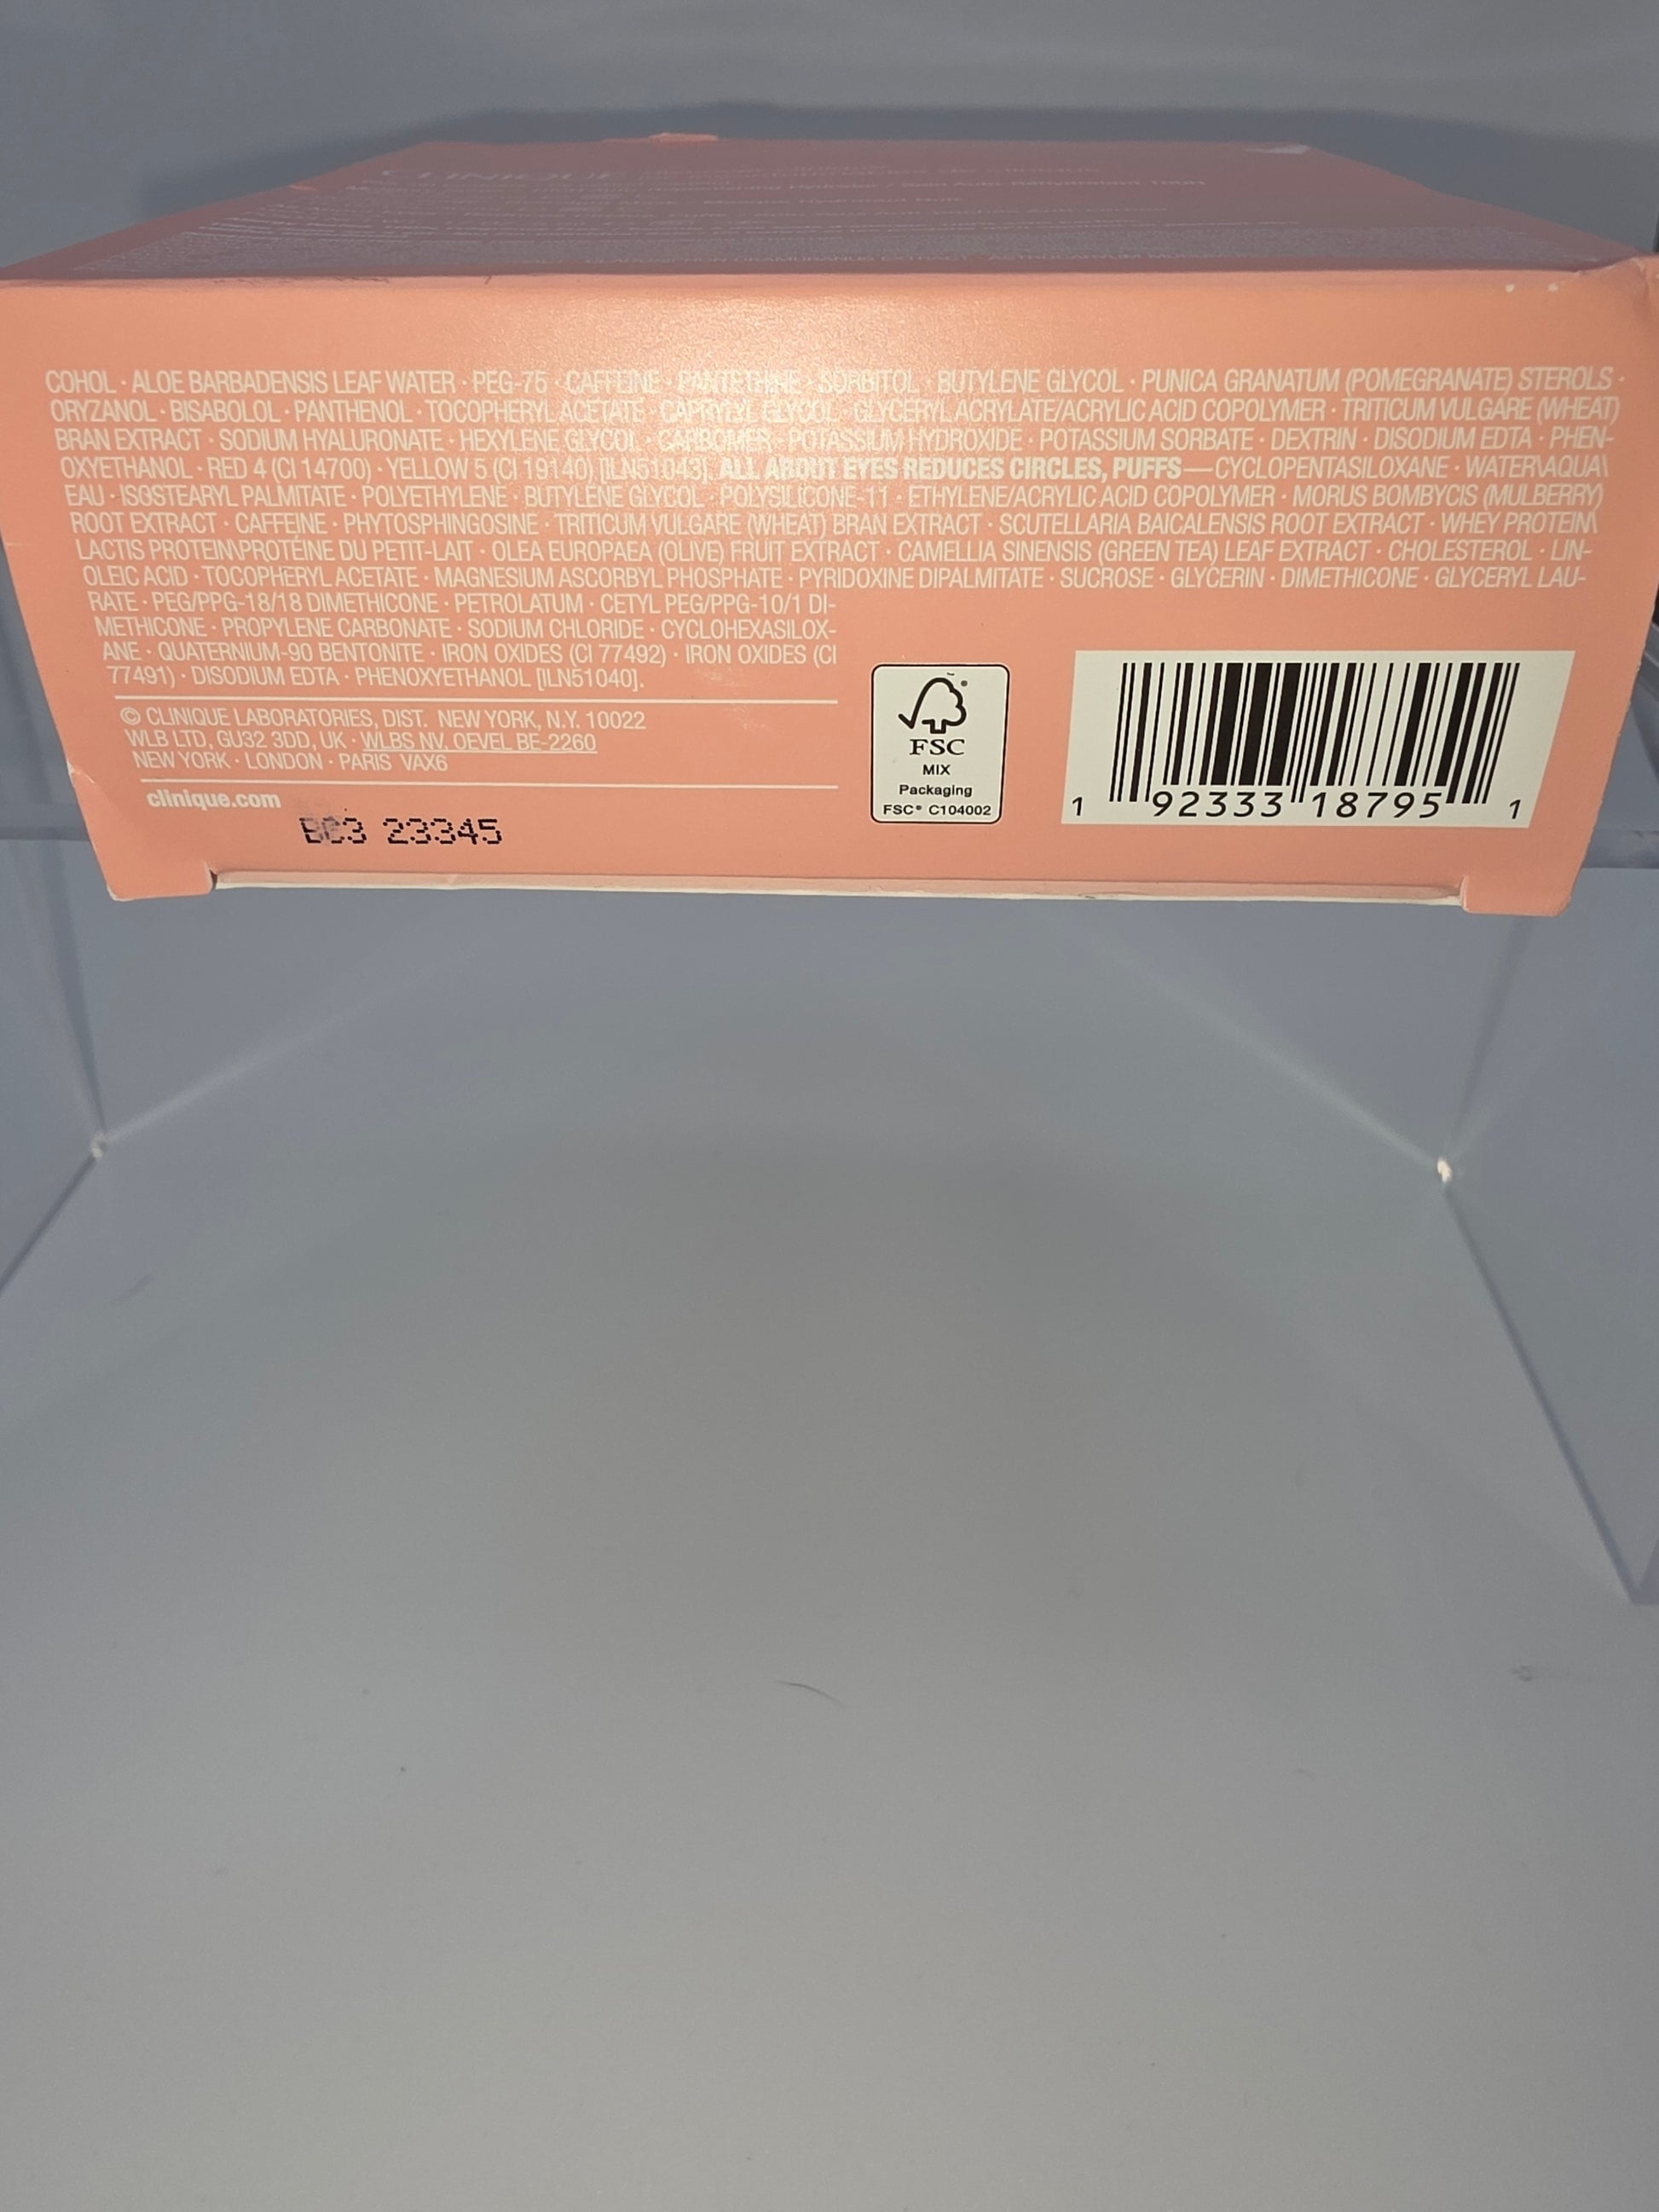 CLINIQUE
COHOL · ALOE BARBADENSIS LEAF WATER · PEG-75 · CAFFEINE · PANTETHINE · SORBITOL · BUTYLENE GLYCOL · PUNICA GRANATUM (POMEGRANATE) STEROLS ·
ORYZANOL · BISABOLOL · PANTHENOL · TOCOPHERYL ACETATE · CAPRYLYL GLYCOL · GLYCERYL ACRYLATE/ACRYLIC ACID COPOLYMER · TRITICUM VULGARE (WHEAT)
BRAN EXTRACT · SODIUM HYALURONATE · HEXYLENE GLYCOL · CARBOMER · POTASSIUM HYDROXIDE · POTASSIUM SORBATE · DEXTRIN · DISODIUM EDTA · PHEN-
OXYETHANOL · RED 4 (CI 14700) · YELLOW 5 (CI 19140) [ILN51043]. ALL ABOUT EYES REDUCES CIRCLES, PUFFS — CYCLOPENTASILOXANE · WATER\AQUA\
EAU · ISOSTEARYL PALMITATE · POLYETHYLENE · BUTYLENE GLYCOL · POLYSILICONE-11 · ETHYLENE/ACRYLIC ACID COPOLYMER · MORUS BOMBYCIS (MULBERRY)
ROOT EXTRACT · CAFFEINE · PHYTOSPHINGOSINE · TRITICUM VULGARE (WHEAT) BRAN EXTRACT · SCUTELLARIA BAICALENSIS ROOT EXTRACT · WHEY PROTEIN\
LACTIS PROTEIN\PROTÉINE DU PETIT-LAIT · OLEA EUROPAEA (OLIVE) FRUIT EXTRACT · CAMELLIA SINENSIS (GREEN TEA) LEAF EXTRACT · CHOLESTEROL · LIN-
OLEIC ACID · TOCOPHERYL ACETATE · MAGNESIUM ASCORBYL PHOSPHATE · PYRIDOXINE DIPALMITATE · SUCROSE · GLYCERIN · DIMETHICONE · GLYCERYL LAU-
RATE · PEG/PPG-18/18 DIMETHICONE · PETROLATUM · CETYL PEG/PPG-10/1 DI-
METHICONE · PROPYLENE CARBONATE · SODIUM CHLORIDE · CYCLOHEXASILOX-
ANE · QUATERNIUM-90 BENTONITE · IRON OXIDES (CI 77492) · IRON OXIDES (CI
77491) · DISODIUM EDTA · PHENOXYETHANOL [ILN51040].
© CLINIQUE LABORATORIES, DIST. NEW YORK, N.Y. 10022
WLB LTD, GU32 3DD, UK · WLBS NV, OEVEL BE-2260
NEW YORK · LONDON · PARIS VAX6
clinique.com
BC3 23345
FSC
MIX
Packaging
FSC® C104002
1 92333 18795 1